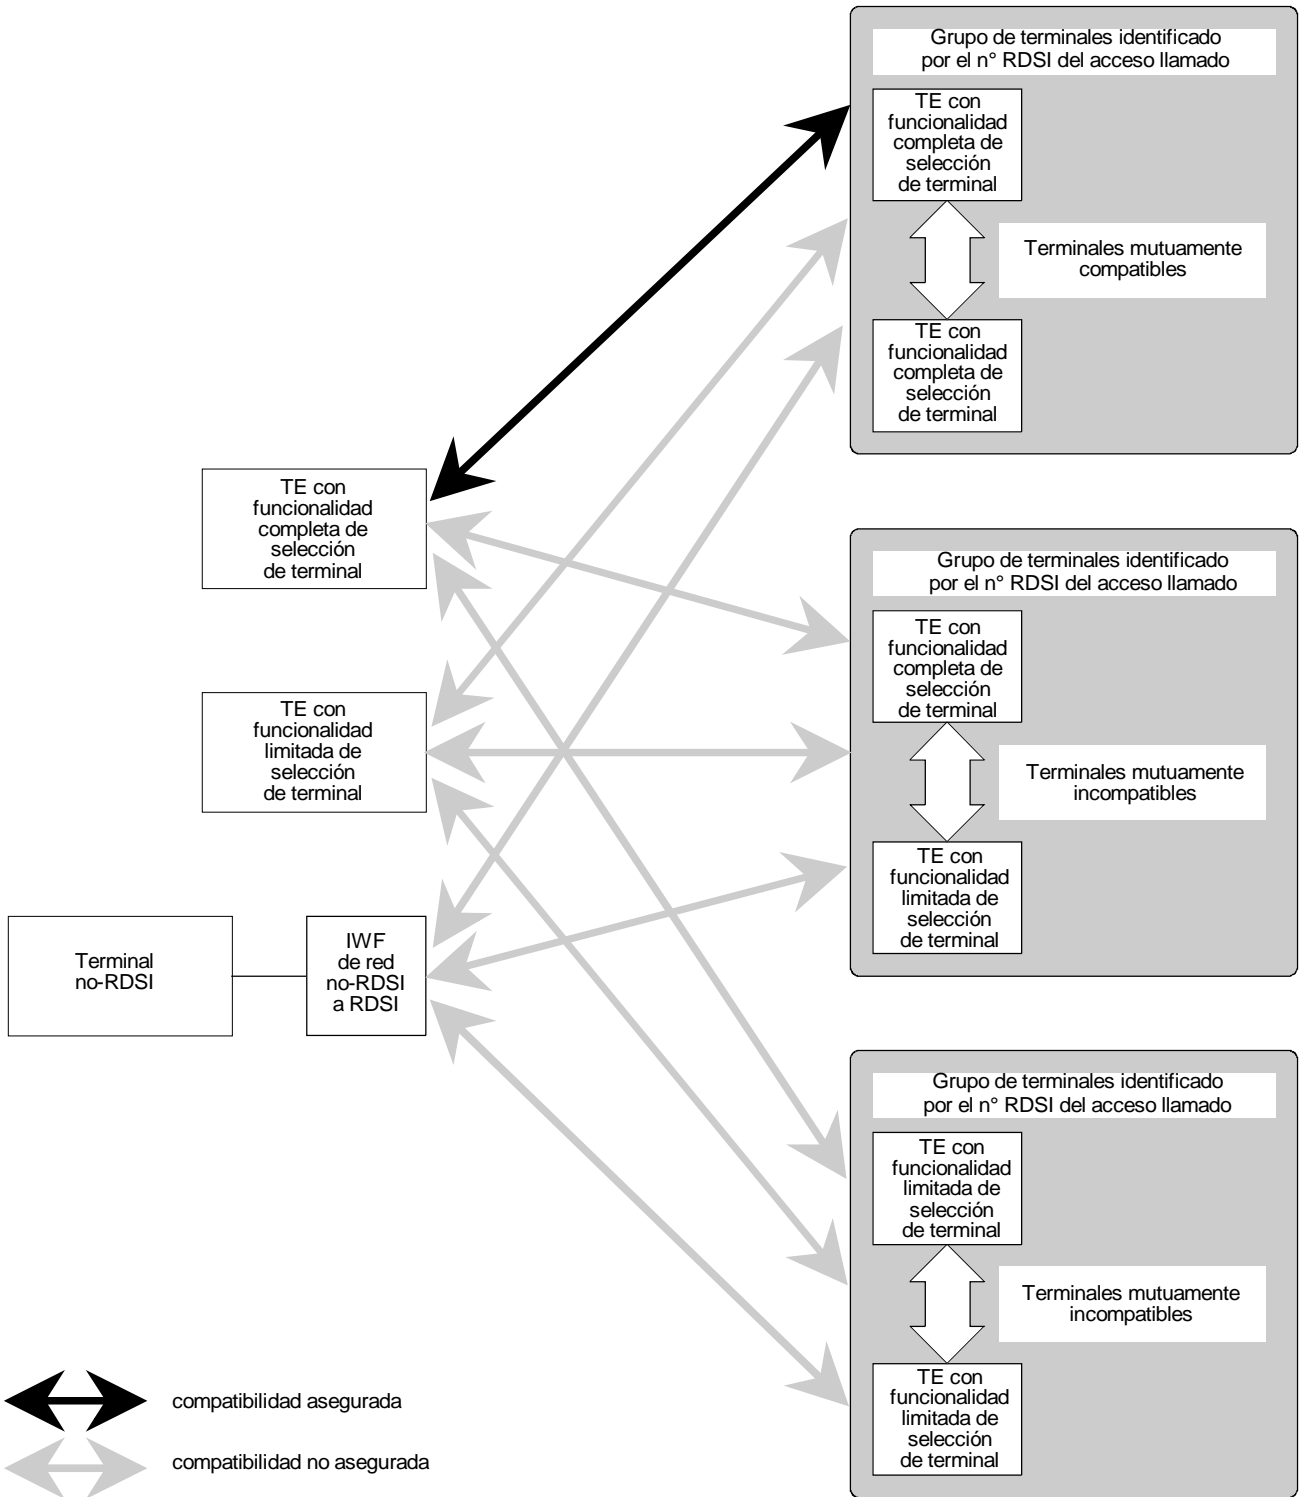 Grupo de terminales identificado
por el n° RDSI del acceso llamado
TE con
funcionalidad
completa de
selección
de terminal
Terminales mutuamente
compatibles
TE con
funcionalidad
completa de
selección
de terminal
TE con
funcionalidad
completa de
selección
de terminal
Grupo de terminales identificado
por el n° RDSI del acceso llamado
TE con
funcionalidad
completa de
selección
de terminal
TE con
funcionalidad
limitada de
selección
de terminal
Terminales mutuamente
incompatibles
TE con
funcionalidad
limitada de
selección
de terminal
Terminal
no-RDSI
IWF
de red
no-RDSI
a RDSI
Grupo de terminales identificado
por el n° RDSI del acceso llamado
TE con
funcionalidad
limitada de
selección
de terminal
Terminales mutuamente
incompatibles
TE con
funcionalidad
limitada de
selección
de terminal
compatibilidad asegurada
compatibilidad no asegurada